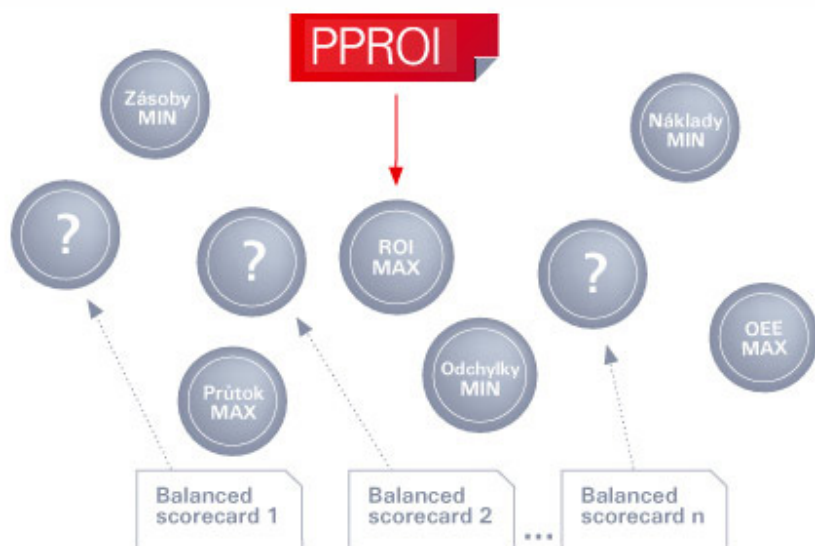 PPROI
Zásoby
MIN
Náklady
MIN
?
?
ROI
MAX
?
OEE
MAX
Odchylky
MIN
Prútok
MAX
Balanced
scorecard 1
Balanced
scorecard 2
...
Balanced
scorecard n